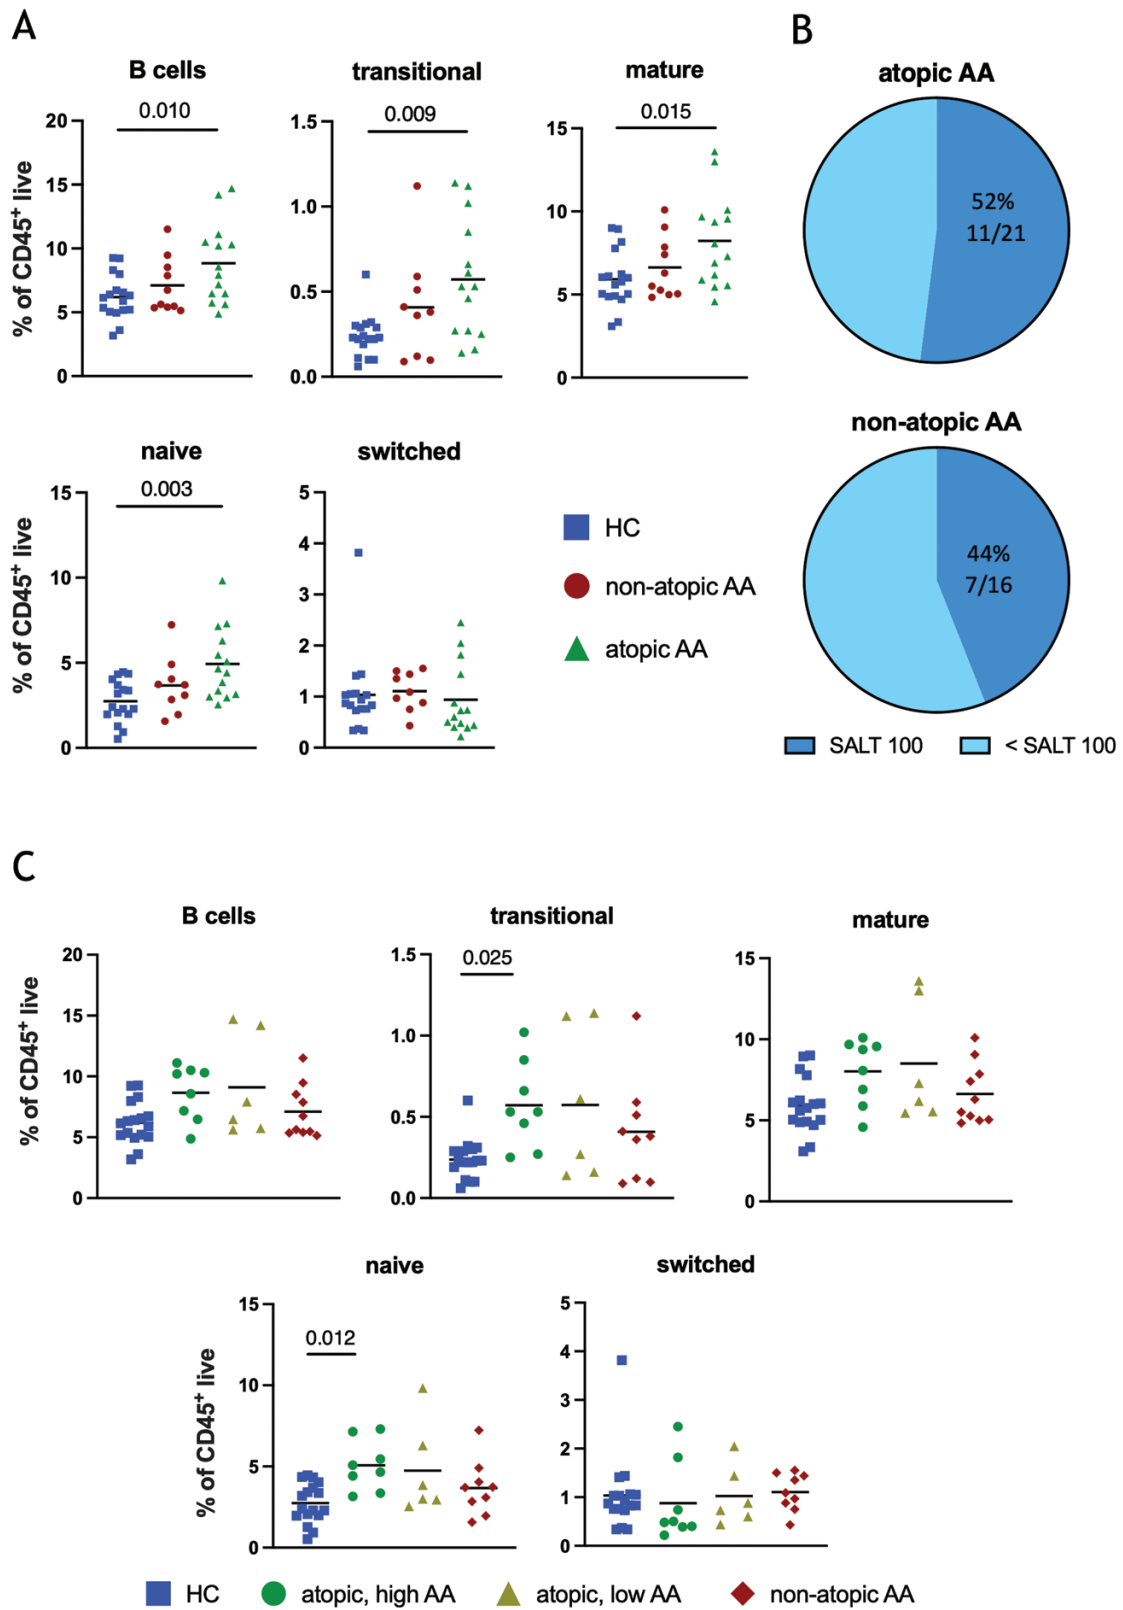 A
B cells
0.010
% of CD45⁺ live
20
15
10
5
0
transitional
0.009
1.5
1.0
0.5
0.0
mature
0.015
15
10
5
0
naive
0.003
% of CD45⁺ live
15
10
5
0
switched
5
4
3
2
1
0
HC
non-atopic AA
atopic AA
B
atopic AA
52%
11/21
non-atopic AA
44%
7/16
SALT 100
< SALT 100
C
B cells
% of CD45⁺ live
20
15
10
5
0
transitional
0.025
1.5
1.0
0.5
0.0
mature
15
10
5
0
naive
0.012
% of CD45⁺ live
15
10
5
0
switched
5
4
3
2
1
0
HC
atopic, high AA
atopic, low AA
non-atopic AA